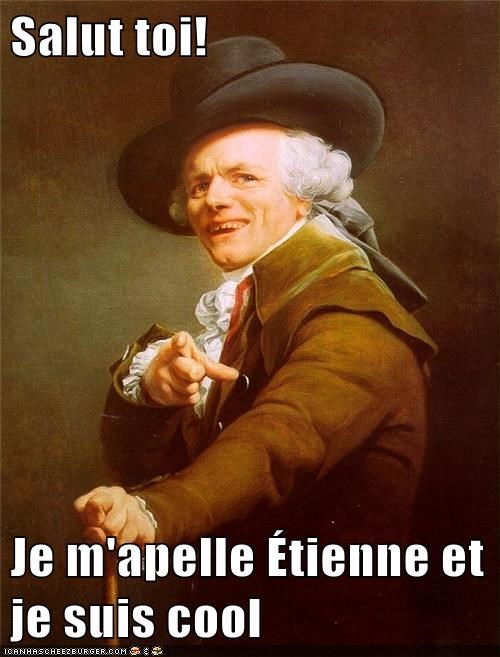 Salut toi!
Je m'apelle Étienne et
je suis cool
ICANHASCHEEZBURGER.COM